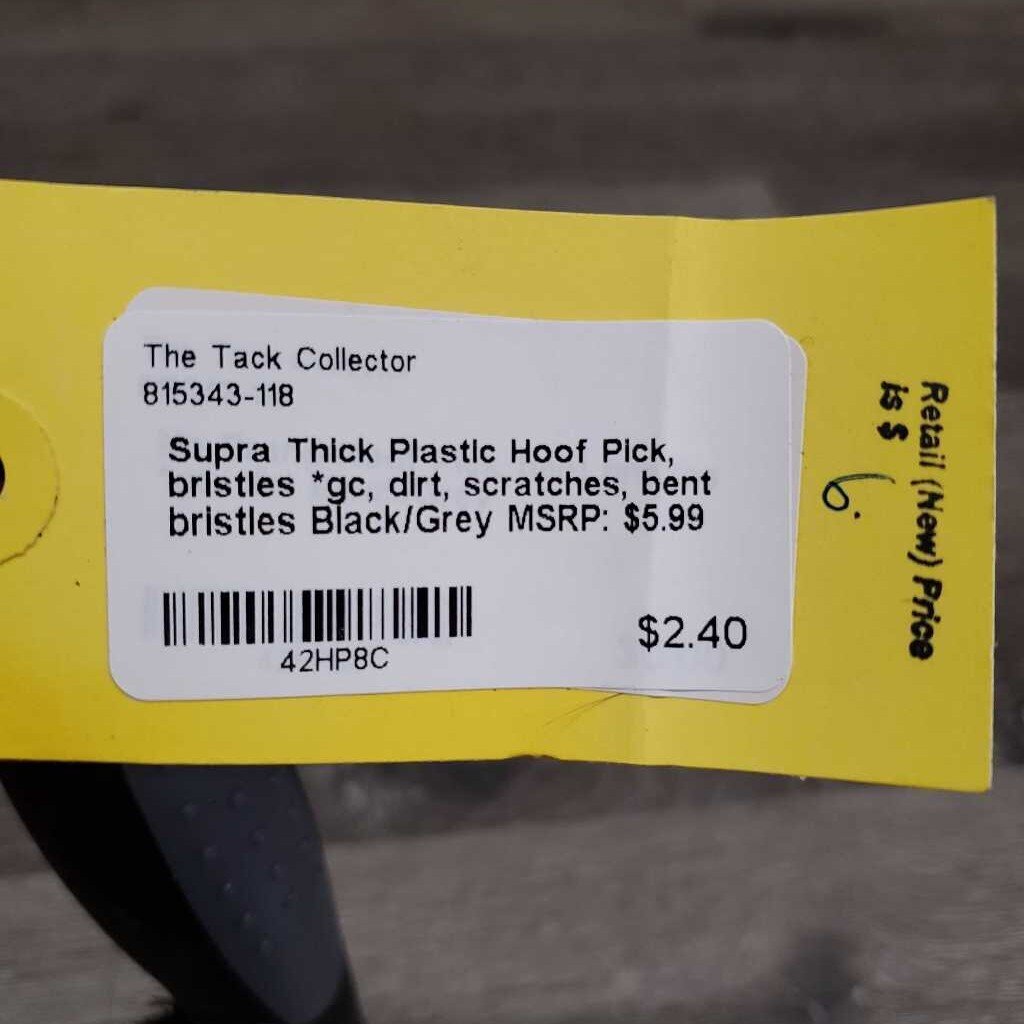 The Tack Collector
815343-118
Supra Thick Plastic Hoof Pick,
bristles *gc, dirt, scratches, bent
bristles Black/Grey MSRP: $5.99
42HP8C
$2.40
Retail (New) Price
is $ 6.